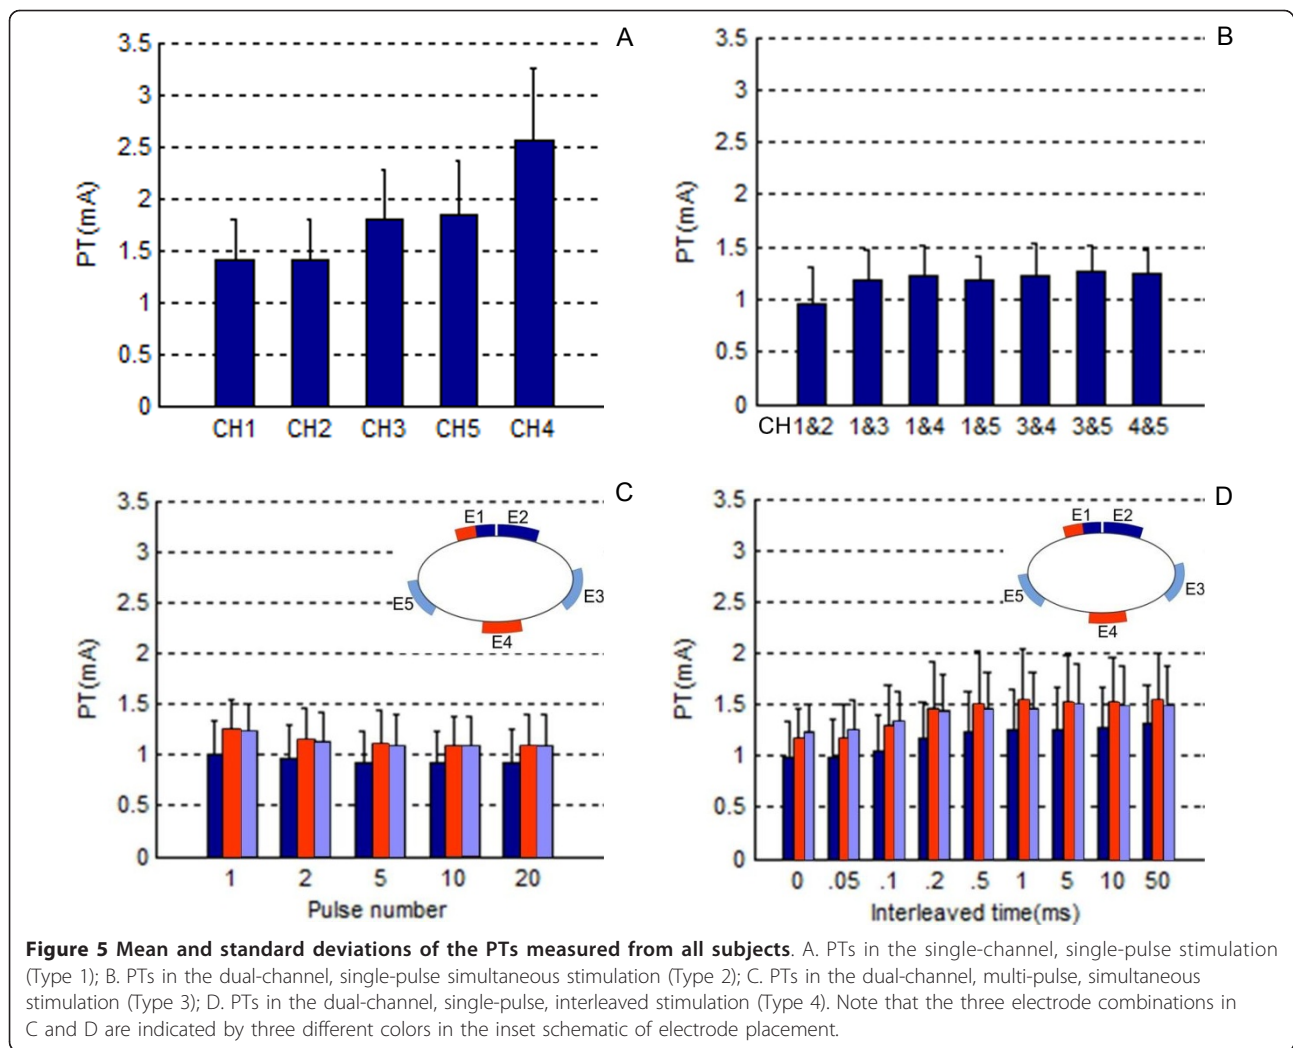 A
3.5
3
2.5
2
1.5
1
0.5
0
PT(mA)
CH1 CH2 CH3 CH5 CH4
B
3.5
3
2.5
2
1.5
1
0.5
0
PT(mA)
CH1&2 1&3 1&4 1&5 3&4 3&5 4&5
C
3.5
3
2.5
2
1.5
1
0.5
0
PT(mA)
E1 E2
E5 E3
E4
1 2 5 10 20
Pulse number
D
3.5
3
2.5
2
1.5
1
0.5
0
PT(mA)
E1 E2
E5 E3
E4
0 .05 .1 .2 .5 1 5 10 50
Interleaved time(ms)
Figure 5 Mean and standard deviations of the PTs measured from all subjects. A. PTs in the single-channel, single-pulse stimulation
(Type 1); B. PTs in the dual-channel, single-pulse simultaneous stimulation (Type 2); C. PTs in the dual-channel, multi-pulse, simultaneous
stimulation (Type 3); D. PTs in the dual-channel, single-pulse, interleaved stimulation (Type 4). Note that the three electrode combinations in
C and D are indicated by three different colors in the inset schematic of electrode placement.